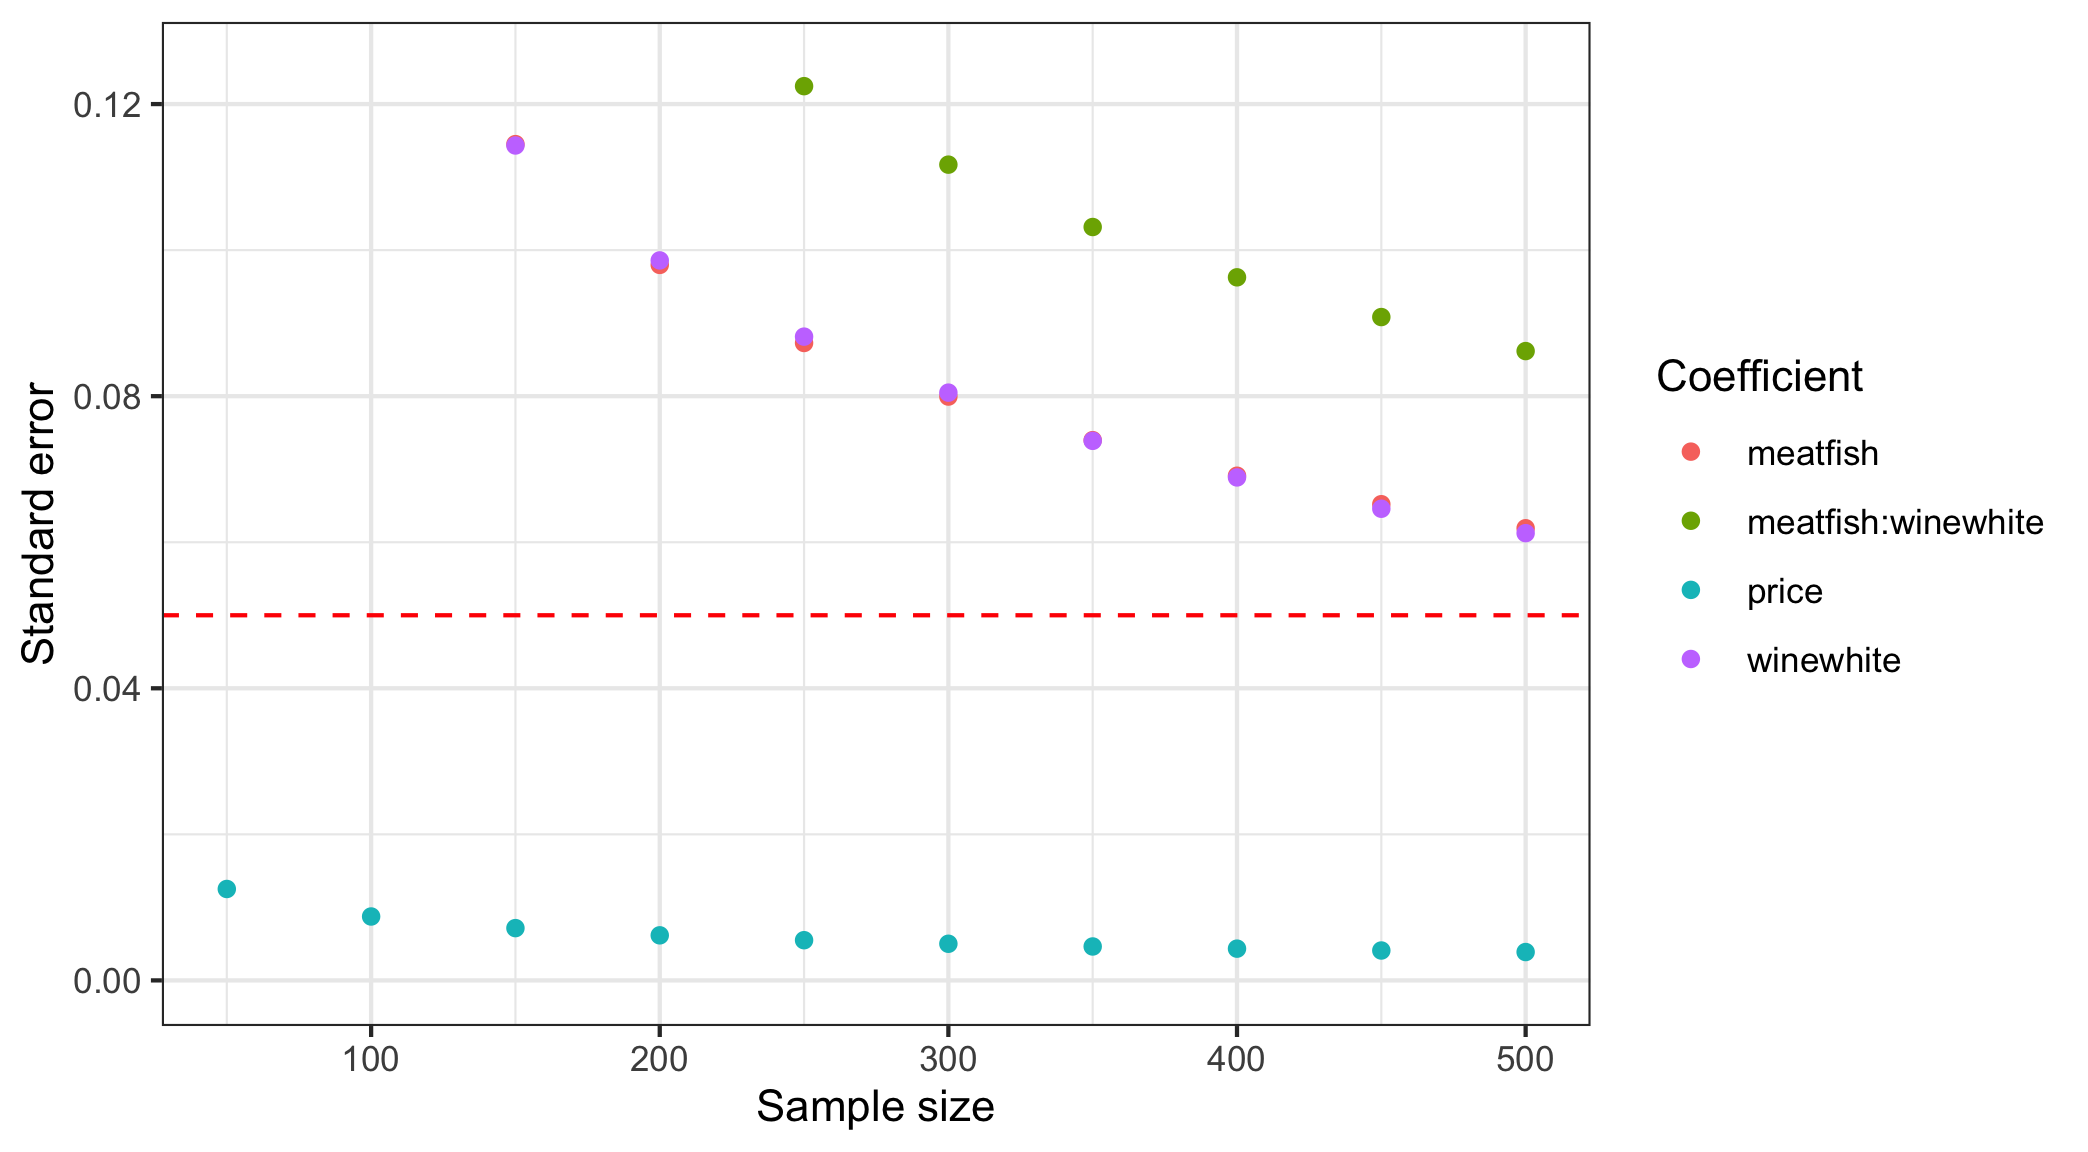 0.12
0.08
0.04
0.00
Standard error
100 200 300 400 500
Sample size
Coefficient
meatfish
meatfish:winewhite
price
winewhite